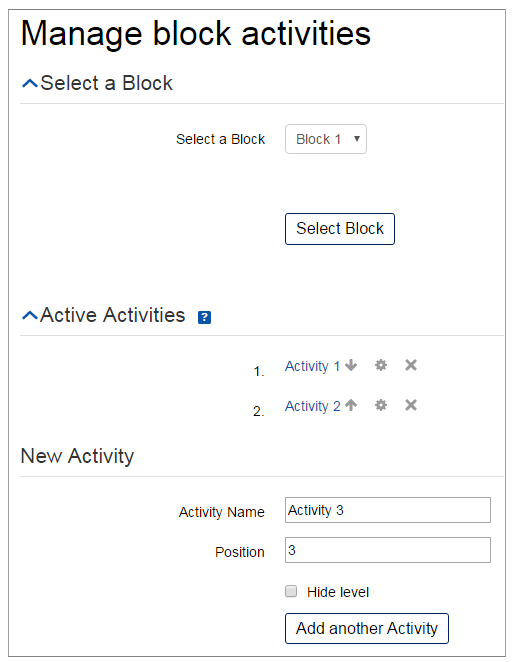 Manage block activities
Select a Block
Select a Block Block 1
Select Block
Active Activities ?
1. Activity 1
2. Activity 2
New Activity
Activity Name Activity 3
Position 3
Hide level
Add another Activity